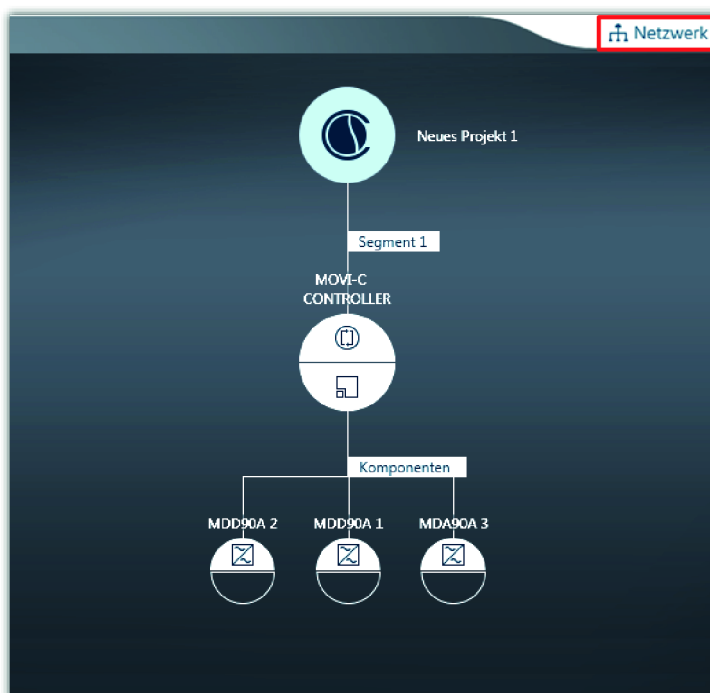 Netzwerk
Neues Projekt 1
Segment 1
MOVI-C
CONTROLLER
Komponenten
MDD90A 2
MDD90A 1
MDA90A 3